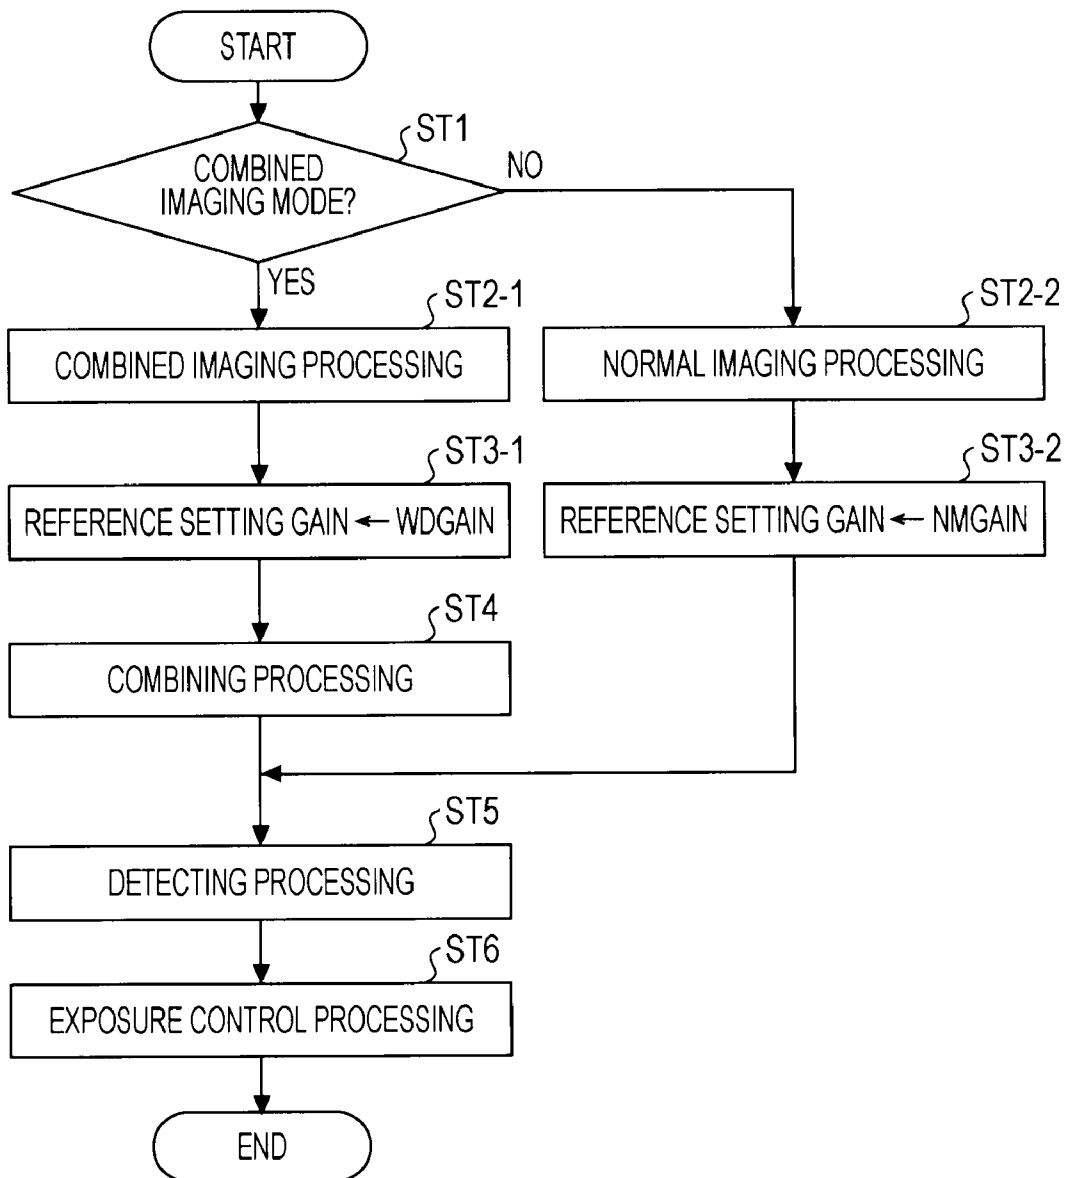 START
ST1
COMBINED
IMAGING MODE?
NO
YES
ST2-1
COMBINED IMAGING PROCESSING
ST2-2
NORMAL IMAGING PROCESSING
ST3-1
REFERENCE SETTING GAIN ← WDGAIN
ST3-2
REFERENCE SETTING GAIN ← NMGAIN
ST4
COMBINING PROCESSING
ST5
DETECTING PROCESSING
ST6
EXPOSURE CONTROL PROCESSING
END